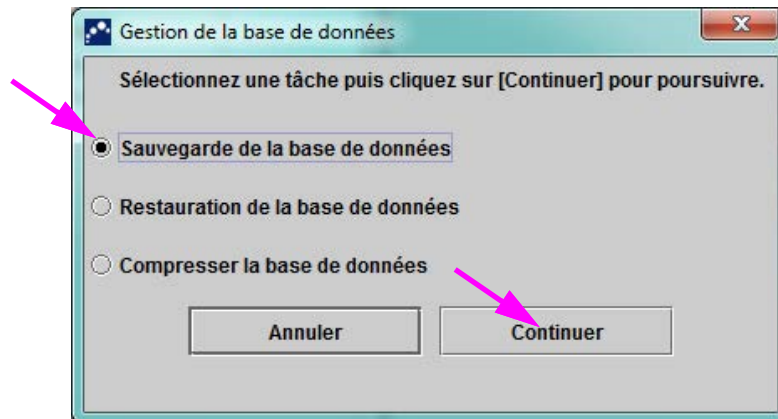 Gestion de la base de données
Sélectionnez une tâche puis cliquez sur [Continuer] pour poursuivre.
Sauvegarde de la base de données
Restauration de la base de données
Compresser la base de données
Annuler Continuer